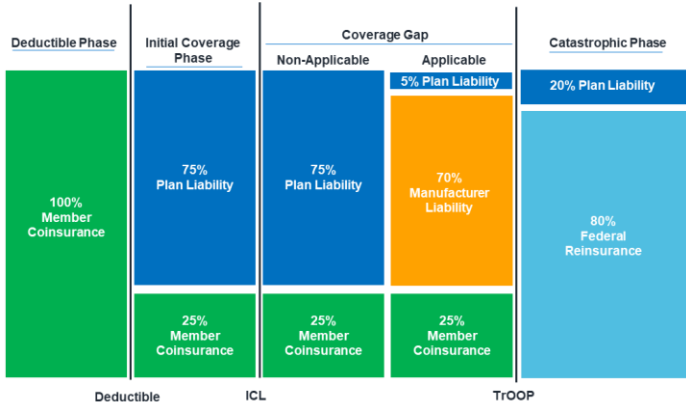 Deductible Phase
Initial Coverage
Phase
Coverage Gap
Non-Applicable
Applicable
Catastrophic Phase
5% Plan Liability
20% Plan Liability
100%
Member
Coinsurance
75%
Plan Liability
75%
Plan Liability
70%
Manufacturer
Liability
80%
Federal
Reinsurance
25%
Member
Coinsurance
25%
Member
Coinsurance
25%
Member
Coinsurance
Deductible
ICL
TrOOP